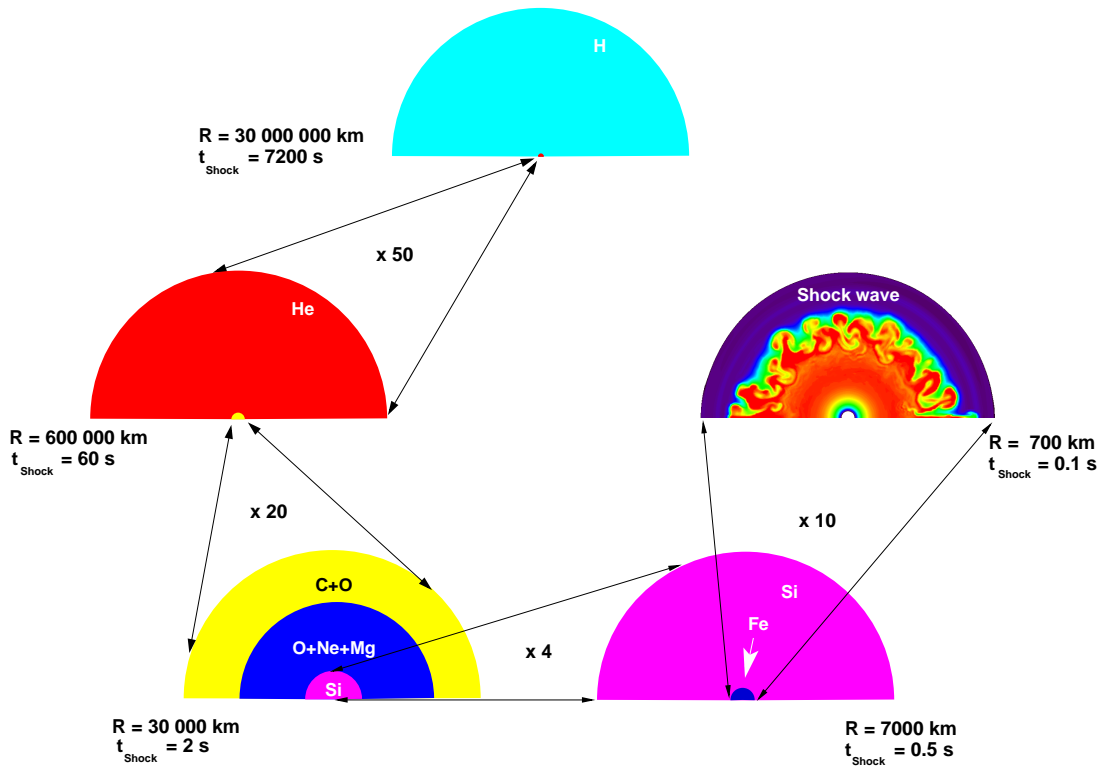 H
R = 30 000 000 km
t Shock = 7200 s
x 50
He
Shock wave
R = 600 000 km
t Shock = 60 s
R = 700 km
t Shock = 0.1 s
x 20
x 10
C+O
O+Ne+Mg
Si
x 4
Si
Fe
R = 30 000 km
t Shock = 2 s
R = 7000 km
t Shock = 0.5 s